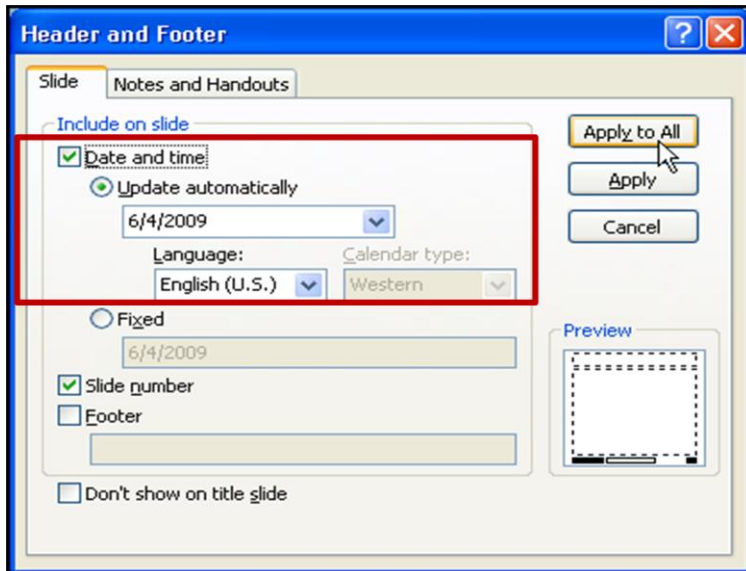 Header and Footer
Slide
Notes and Handouts
Include on slide
Date and time
Update automatically
6/4/2009
Language:
Calendar type:
English (U.S.)
Western
Fixed
6/4/2009
Slide number
Footer
Don't show on title slide
Apply to All
Apply
Cancel
Preview